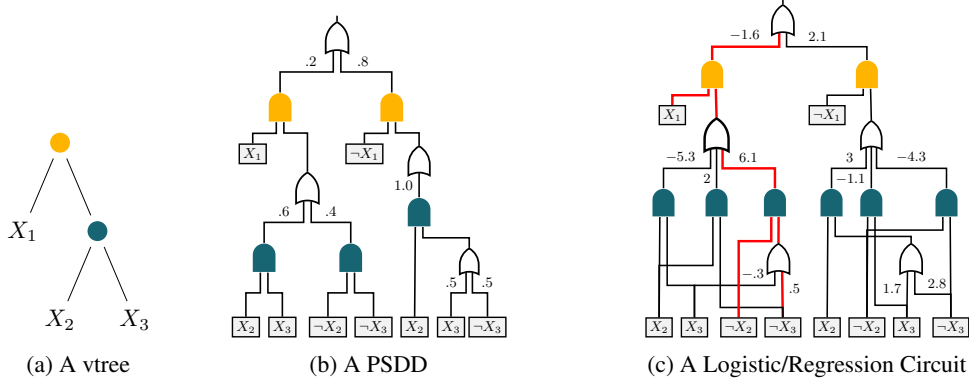 −1.6 2.1
.2 .8
X₁ ¬X₁
X₁ ¬X₁
−5.3 6.1 3 −4.3
1.0 2 −1.1
.6 .4
X₁
−.3
.5 .5 .5 1.7 2.8
X₂ X₃
X₂ X₃ ¬X₂ ¬X₃ X₂ X₃ ¬X₃
X₂ X₃ ¬X₂ ¬X₃ X₂ ¬X₂ X₃ ¬X₃
(a) A vtree (b) A PSDD (c) A Logistic/Regression Circuit